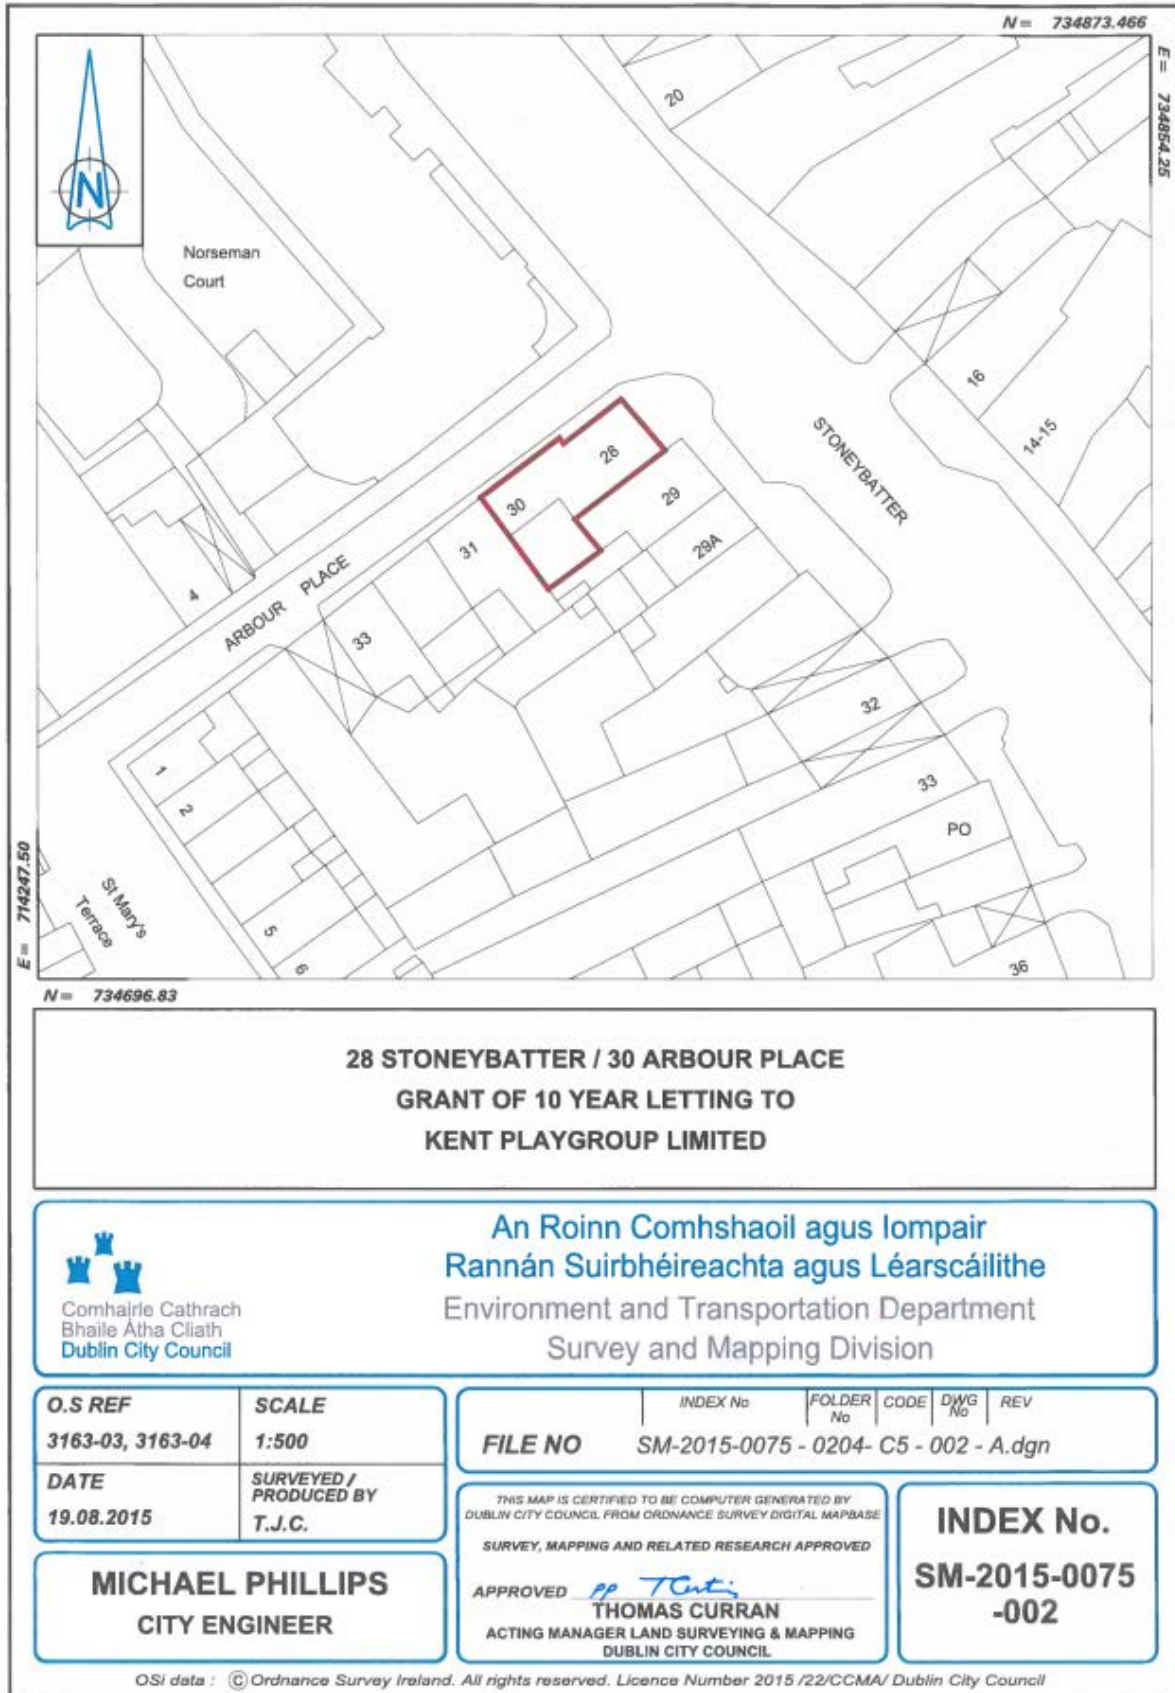 N = 734873.466
E = 734854.25
N
Norseman
Court
20
16
14-15
STONEYBATTER
28
30
29
31
29A
4
ARBOUR PLACE
33
32
1
2
33
PO
E = 714247.50
St Mary's
Terrace
5
6
36
N = 734696.83
28 STONEYBATTER / 30 ARBOUR PLACE
GRANT OF 10 YEAR LETTING TO
KENT PLAYGROUP LIMITED
An Roinn Comhshaoil agus Iompair
Rannán Suirbhéireachta agus Léarscáilithe
Environment and Transportation Department
Survey and Mapping Division
Comhairle Cathrach
Bhaile Átha Cliath
Dublin City Council
O.S REF
3163-03, 3163-04
SCALE
1:500
DATE
19.08.2015
SURVEYED /
PRODUCED BY
T.J.C.
INDEX No FOLDER No CODE DWG No REV
FILE NO SM-2015-0075 - 0204- C5 - 002 - A.dgn
THIS MAP IS CERTIFIED TO BE COMPUTER GENERATED BY
DUBLIN CITY COUNCIL FROM ORDNANCE SURVEY DIGITAL MAPBASE
SURVEY, MAPPING AND RELATED RESEARCH APPROVED
APPROVED pp
THOMAS CURRAN
ACTING MANAGER LAND SURVEYING & MAPPING
DUBLIN CITY COUNCIL
INDEX No.
SM-2015-0075
-002
MICHAEL PHILLIPS
CITY ENGINEER
OSi data : © Ordnance Survey Ireland. All rights reserved. Licence Number 2015 /22/CCMA/ Dublin City Council